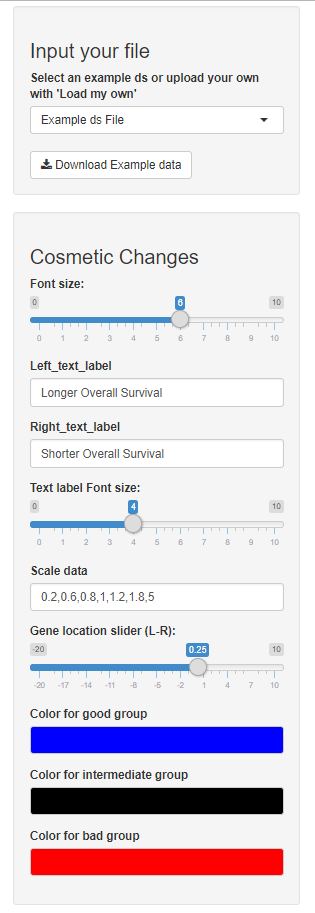 Input your file
Select an example ds or upload your own
with 'Load my own'
Example ds File
Download Example data
Cosmetic Changes
Font size:
0 6 10
0 1 2 3 4 5 6 7 8 9 10
Left_text_label
Longer Overall Survival
Right_text_label
Shorter Overall Survival
Text label Font size:
0 4 10
0 1 2 3 4 5 6 7 8 9 10
Scale data
0.2,0.6,0.8,1,1.2,1.8,5
Gene location slider (L-R):
-20 0.25 10
-20 -17 -14 -11 -8 -5 -2 1 4 7 10
Color for good group
Color for intermediate group
Color for bad group